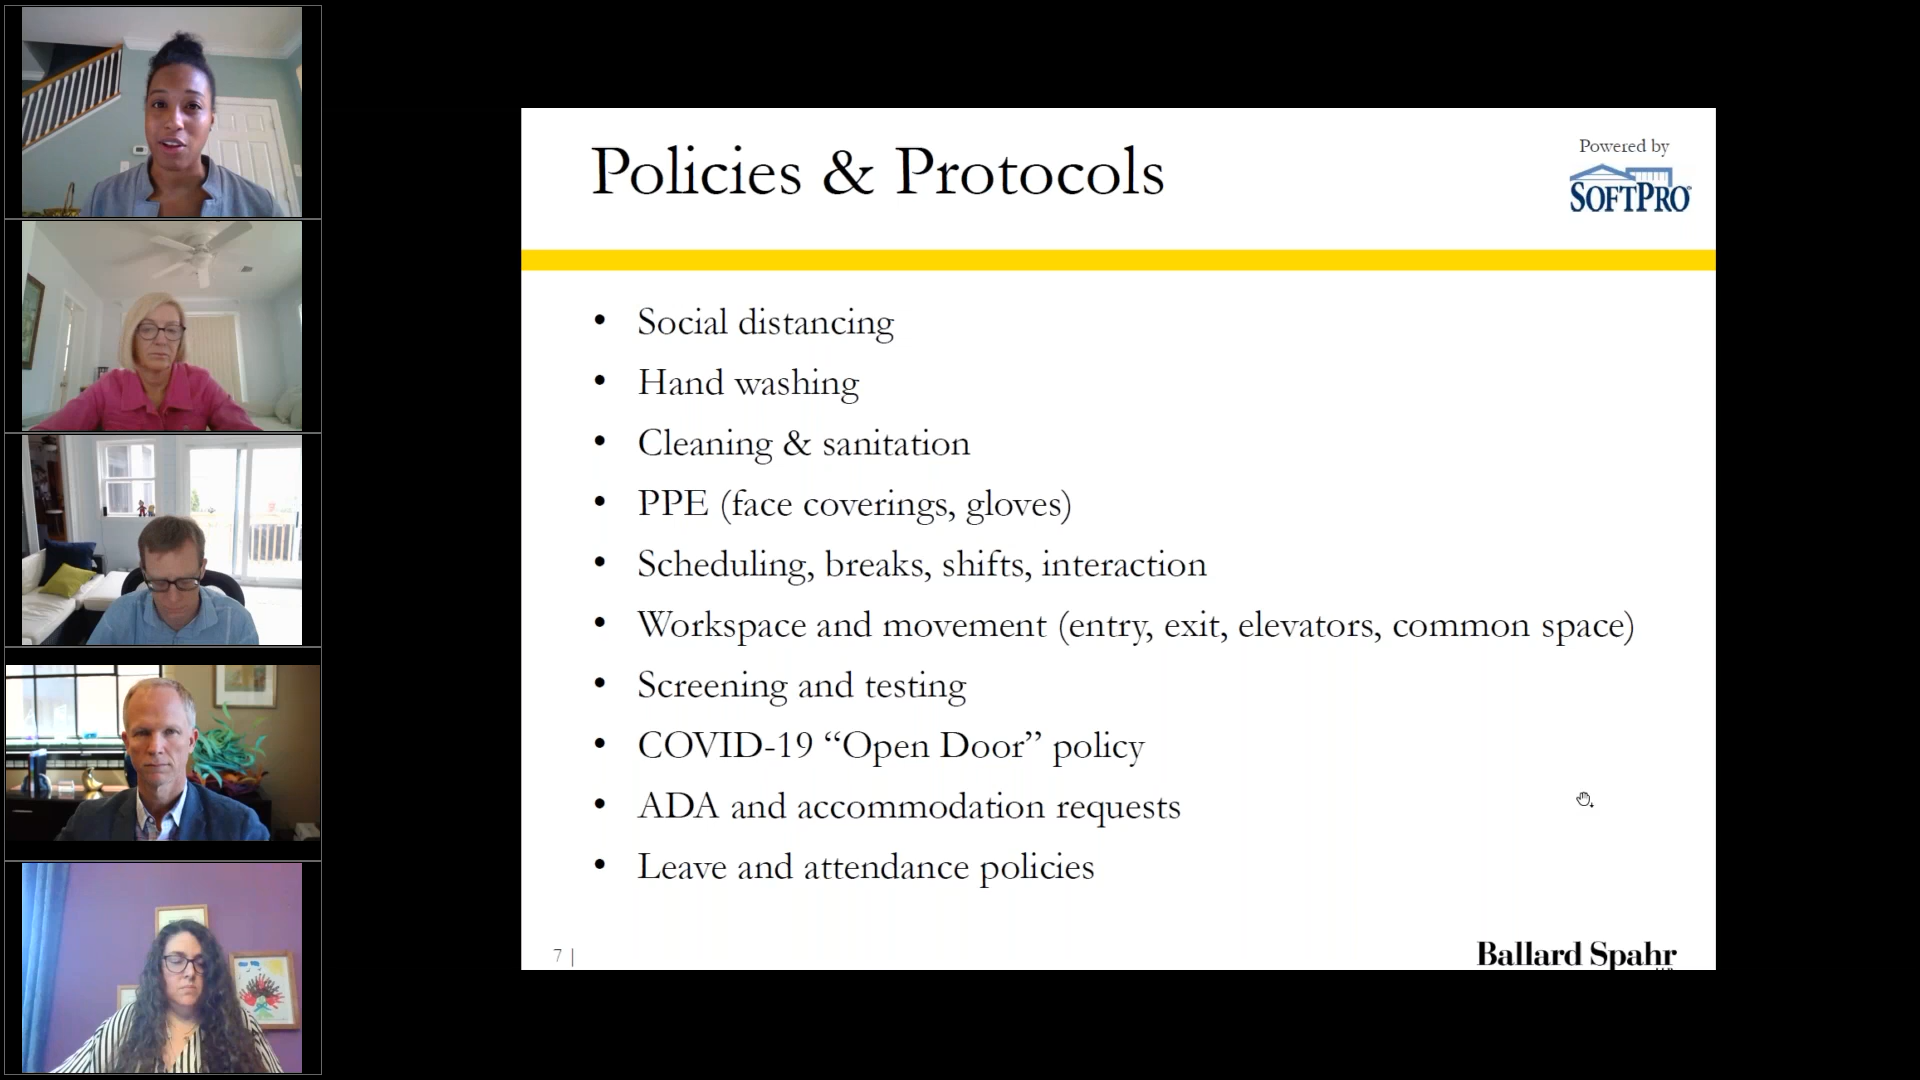 Policies & Protocols
Powered by
SOFTPRO
• Social distancing
• Hand washing
• Cleaning & sanitation
• PPE (face coverings, gloves)
• Scheduling, breaks, shifts, interaction
• Workspace and movement (entry, exit, elevators, common space)
• Screening and testing
• COVID-19 “Open Door” policy
• ADA and accommodation requests
• Leave and attendance policies
7 |
Ballard Spahr